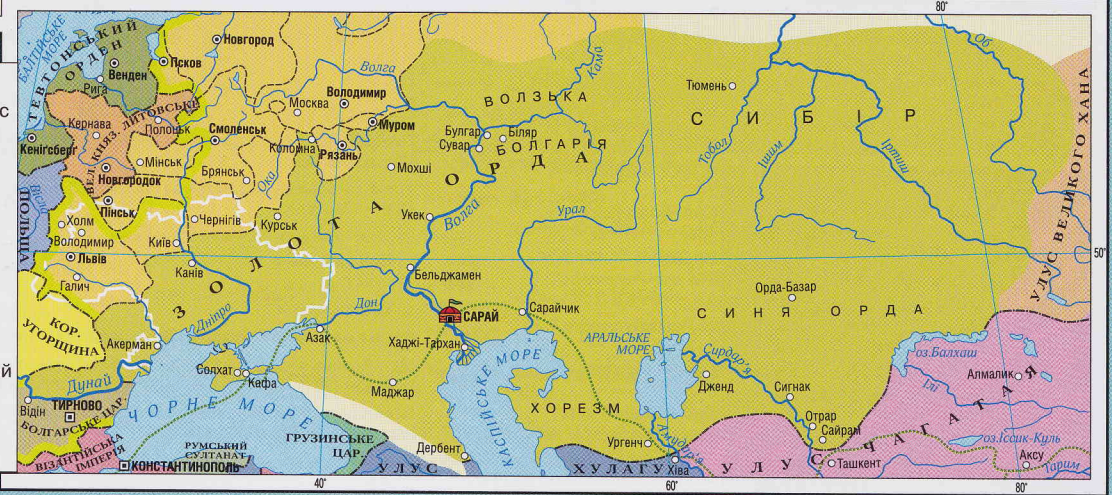 80°
БАЛТІЙСЬКЕ МОРЕ
ТЕВТОНСЬКИЙ ОРДЕН
Венден
Рига
Псков
Новгород
Волга
Кама
Об
Тюмень
С И Б І Р
Тобол
Ішим
Іртиш
УЛУС ВЕЛИКОГО ХАНА
С
Кернава
ВЕЛ. КНЯЗ. ЛИТОВСЬКЕ
Полоцьк
Смоленськ
Москва
Володимир
Муром
Коломна
Рязань
Ока
ВОЛЗЬКА
БОЛГАРІЯ
Булгар
Біляр
Сувар
Кенігсберг
Мінськ
Новгородок
Брянськ
Мохші
Пінськ
ПОЛЬЩА
Вісла
Холм
Володимир
Львів
Галич
Чернігів
Київ
Канів
Курськ
Укек
Волга
Урал
ЗОЛОТА ОРДА
50°
Бельджамен
Дон
Дніпро
САРАЙ
Сарайчик
Орда-Базар
СИНЯ ОРДА
КОР. УГОРЩИНА
Акерман
Азак
Хаджі-Тархан
АРАЛЬСЬКЕ МОРЕ
Сирдар'я
оз.Балхаш
Ілі
Алмалик
й
Дунай
Солхат
Кафа
Маджар
КАСПІЙСЬКЕ МОРЕ
Дженд
Сигнак
Відін
ТИРНОВО
БОЛГАРСЬКЕ ЦАР.
ЧОРНЕ МОРЕ
ХОРЕЗМ
Отрар
Сайрам
оз.Іссик-Куль
ВІЗАНТІЙСЬКА ІМПЕРІЯ
КОНСТАНТИНОПОЛЬ
РУМСЬКИЙ СУЛТАНАТ
ГРУЗИНСЬКЕ ЦАР.
Дербент
Ургенч
Амудар'я
Хіва
Ташкент
Аксу
Тарим
УЛУС ХУЛАГУ
УЛУС ЧАГАТАЯ
40°
60°
80°